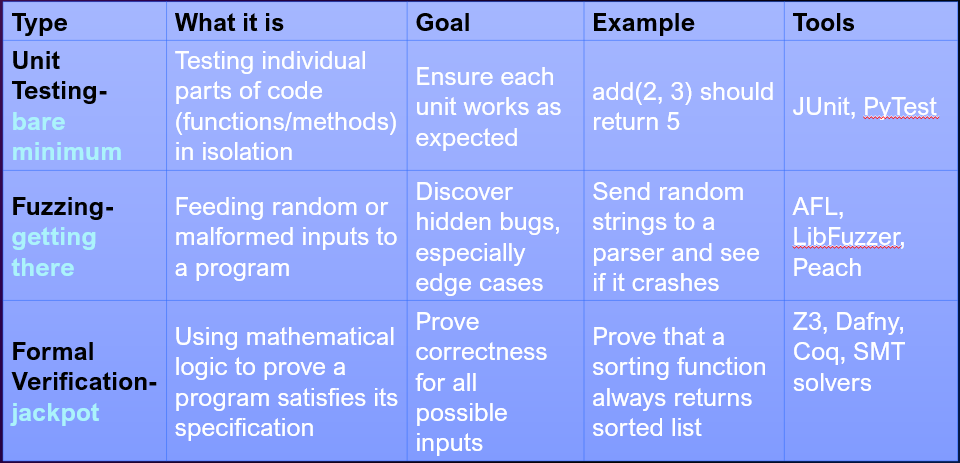 Type
What it is
Goal
Example
Tools
Unit
Testing-
bare
minimum
Testing individual
parts of code
(functions/methods)
in isolation
Ensure each
unit works as
expected
add(2, 3) should
return 5
JUnit, PyTest
Fuzzing-
getting
there
Feeding random or
malformed inputs to
a program
Discover
hidden bugs,
especially
edge cases
Send random
strings to a
parser and see
if it crashes
AFL,
LibFuzzer,
Peach
Formal
Verification-
jackpot
Using mathematical
logic to prove a
program satisfies its
specification
Prove
correctness
for all
possible
inputs
Prove that a
sorting function
always returns
sorted list
Z3, Dafny,
Coq, SMT
solvers